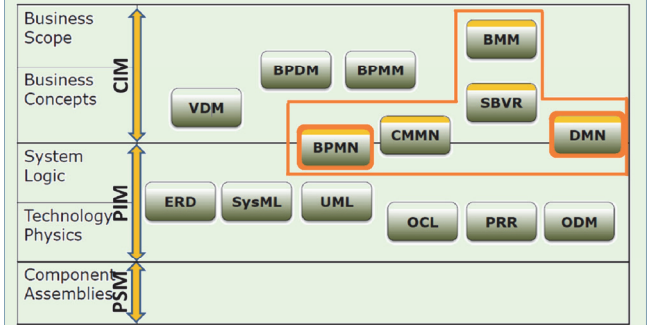 Business
Scope
Business
Concepts
System
Logic
Technology
Physics
Component
Assemblies
CIM
PIM
PSM
BMM
BPDM
BPMM
VDM
SBVR
CMMN
DMN
BPMN
ERD
SysML
UML
OCL
PRR
ODM